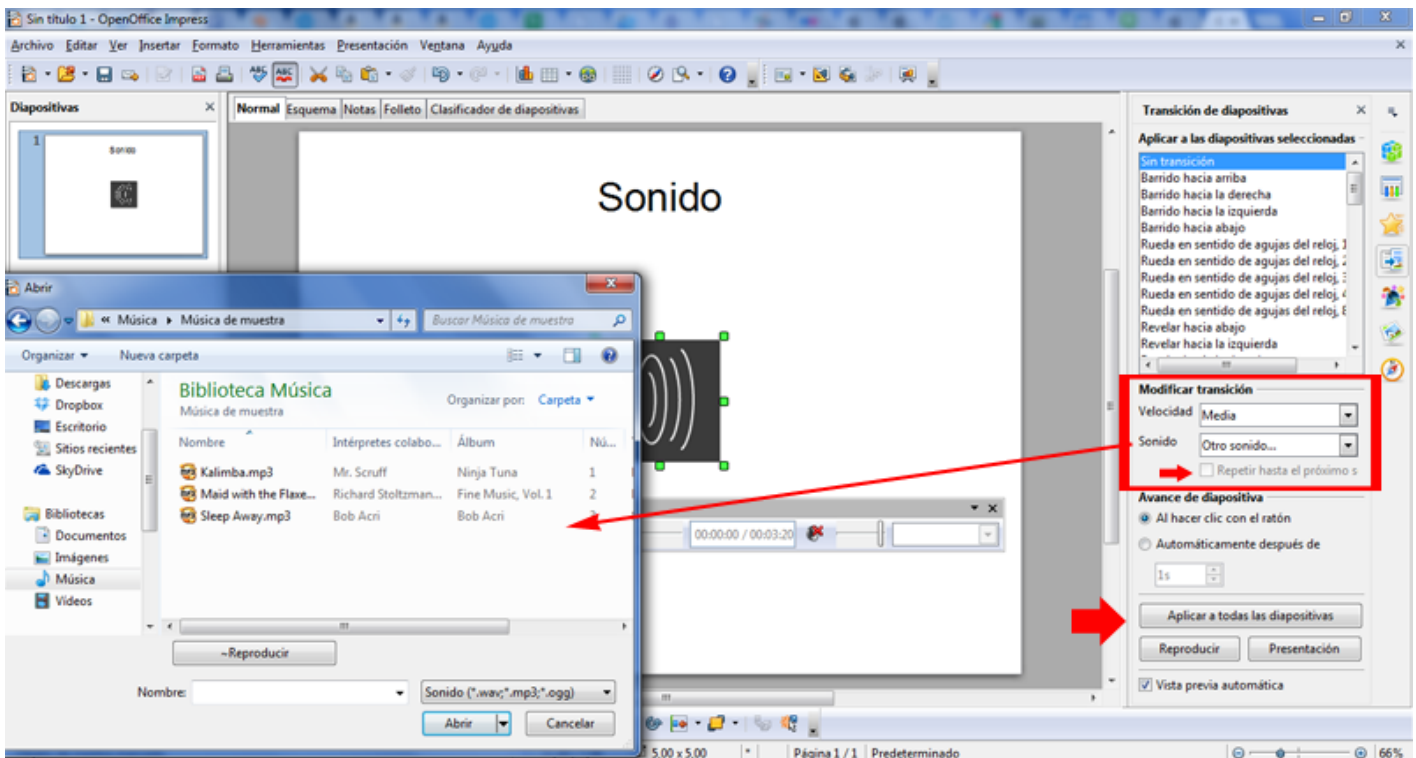 Sin título 1 - OpenOffice Impress
Archivo Editar Ver Insertar Formato Herramientas Presentación Ventana Ayuda
Diapositivas
Normal Esquema Notas Folleto Clasificador de diapositivas
1
Sonido
Sonido
Abrir
« Música Música de muestra
Buscar Música de muestra
Organizar Nueva carpeta
Descargas
Dropbox
Escritorio
Sitios recientes
SkyDrive
Bibliotecas
Documentos
Imágenes
Música
Vídeos
Biblioteca Música
Música de muestra
Organizar por: Carpeta
Nombre Intérpretes colabo... Álbum Nú...
Kalimba.mp3 Mr. Scruff Ninja Tuna 1
Maid with the Flaxe... Richard Stoltzman... Fine Music, Vol. 1 2
Sleep Away.mp3 Bob Acri Bob Acri
~Reproducir
Nombre: Sonido (*.wav;*.mp3;*.ogg)
Abrir Cancelar
00:00:00 / 00:03:20
5.00 x 5.00 * Página 1 / 1 Predeterminado 66%
Transición de diapositivas
Aplicar a las diapositivas seleccionadas
Sin transición
Barrido hacia arriba
Barrido hacia la derecha
Barrido hacia la izquierda
Barrido hacia abajo
Rueda en sentido de agujas del reloj, 1
Rueda en sentido de agujas del reloj, 2
Rueda en sentido de agujas del reloj, 3
Rueda en sentido de agujas del reloj, 4
Rueda en sentido de agujas del reloj,
Revelar hacia abajo
Revelar hacia la izquierda
Modificar transición
Velocidad Media
Sonido Otro sonido...
Repetir hasta el próximo s
Avance de diapositiva
Al hacer clic con el ratón
Automáticamente después de
1s
Aplicar a todas las diapositivas
Reproducir Presentación
Vista previa automática